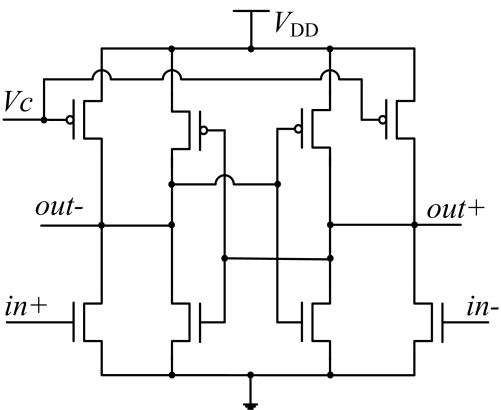 V_DD
Vc
out-
out+
in+
in-